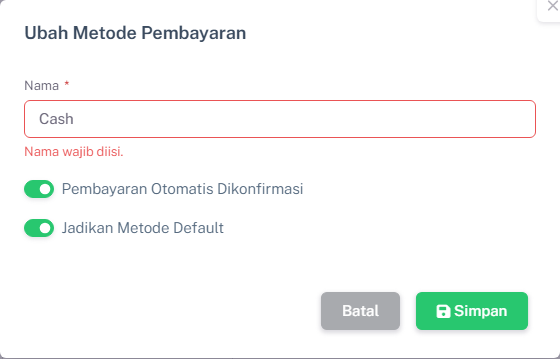 Ubah Metode Pembayaran
Nama *
Cash
Nama wajib diisi.
Pembayaran Otomatis Dikonfirmasi
Jadikan Metode Default
Batal
Simpan